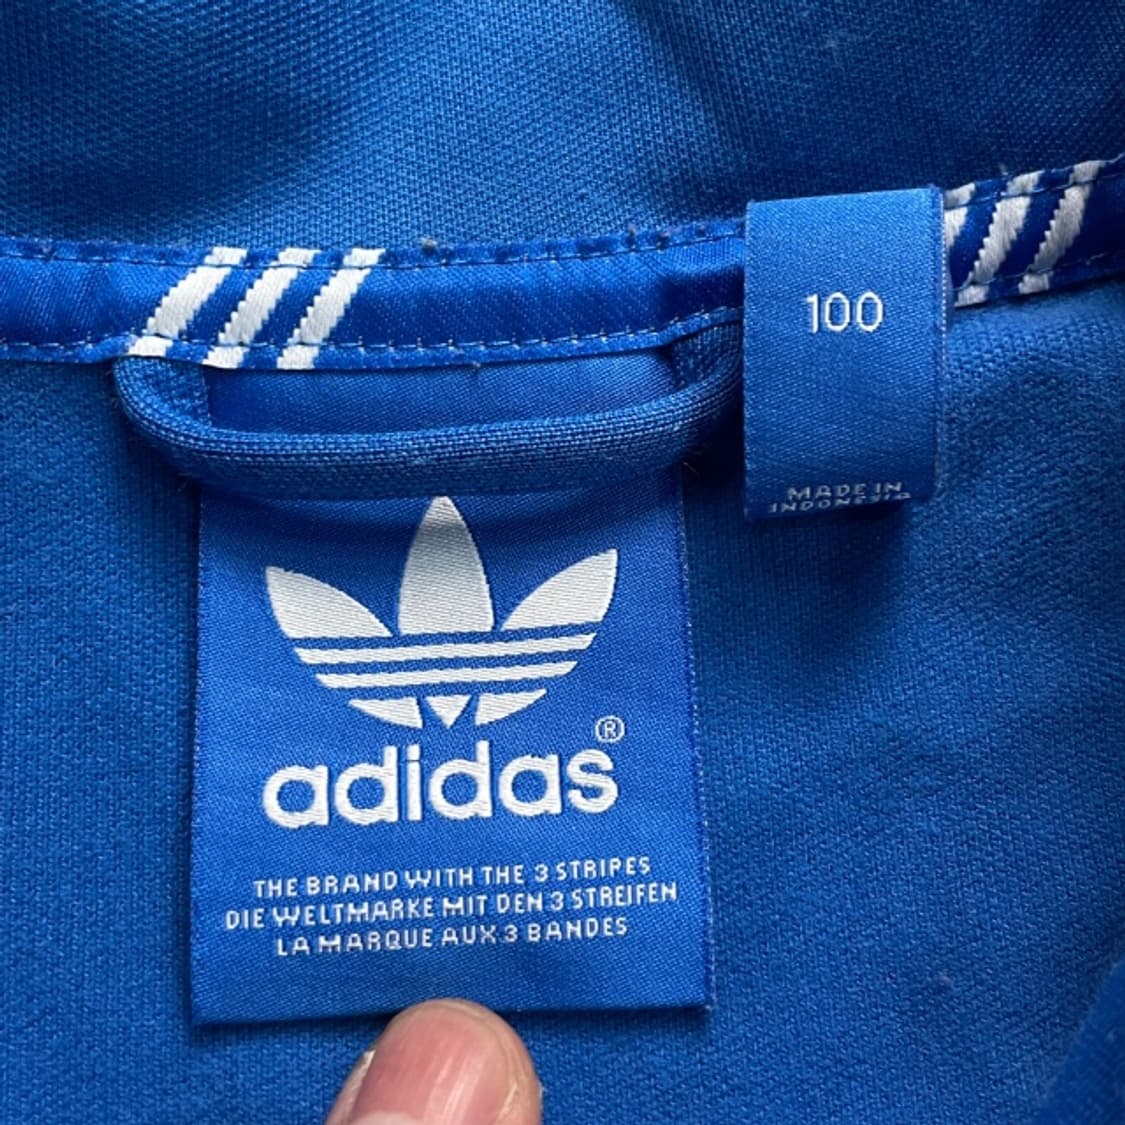 100
MADE IN
INDONESIA
adidas®
THE BRAND WITH THE 3 STRIPES
DIE WELTMARKE MIT DEN 3 STREIFEN
LA MARQUE AUX 3 BANDES